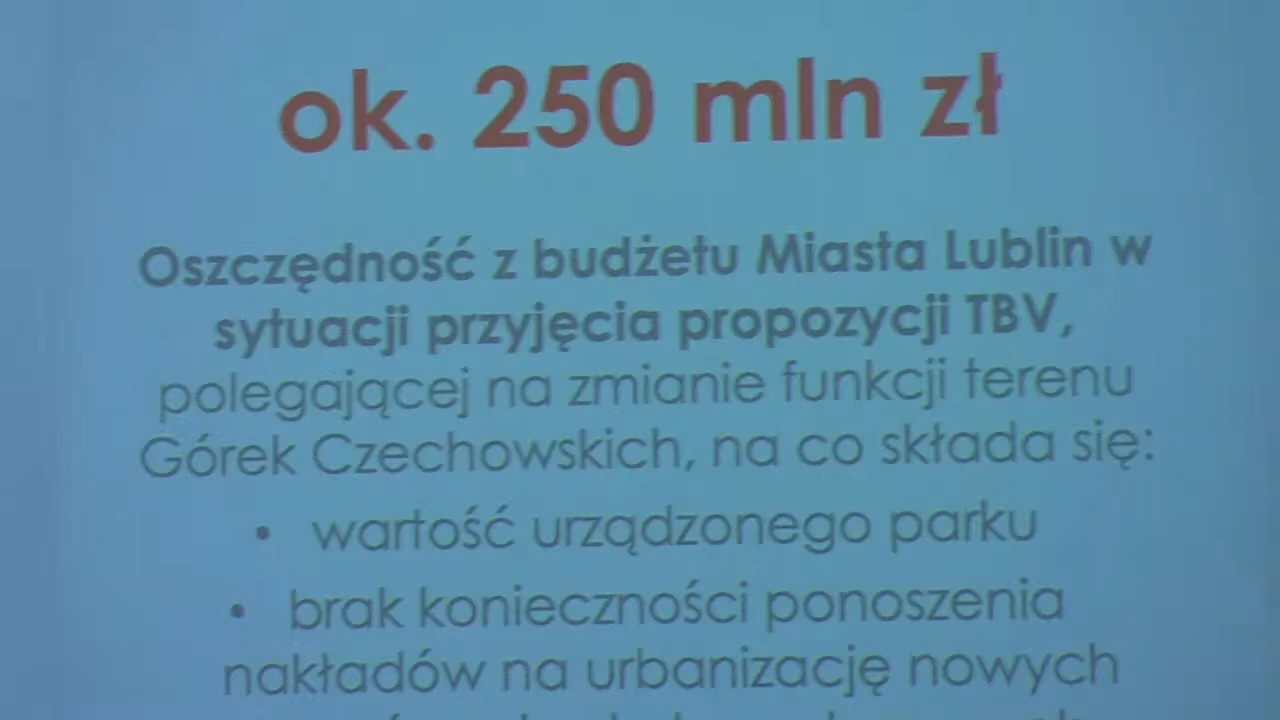 ok. 250 mln zł
Oszczędność z budżetu Miasta Lublin w
sytuacji przyjęcia propozycji TBV,
polegającej na zmianie funkcji terenu
Górek Czechowskich, na co składa się:
• wartość urządzonego parku
• brak konieczności ponoszenia
nakładów na urbanizację nowych